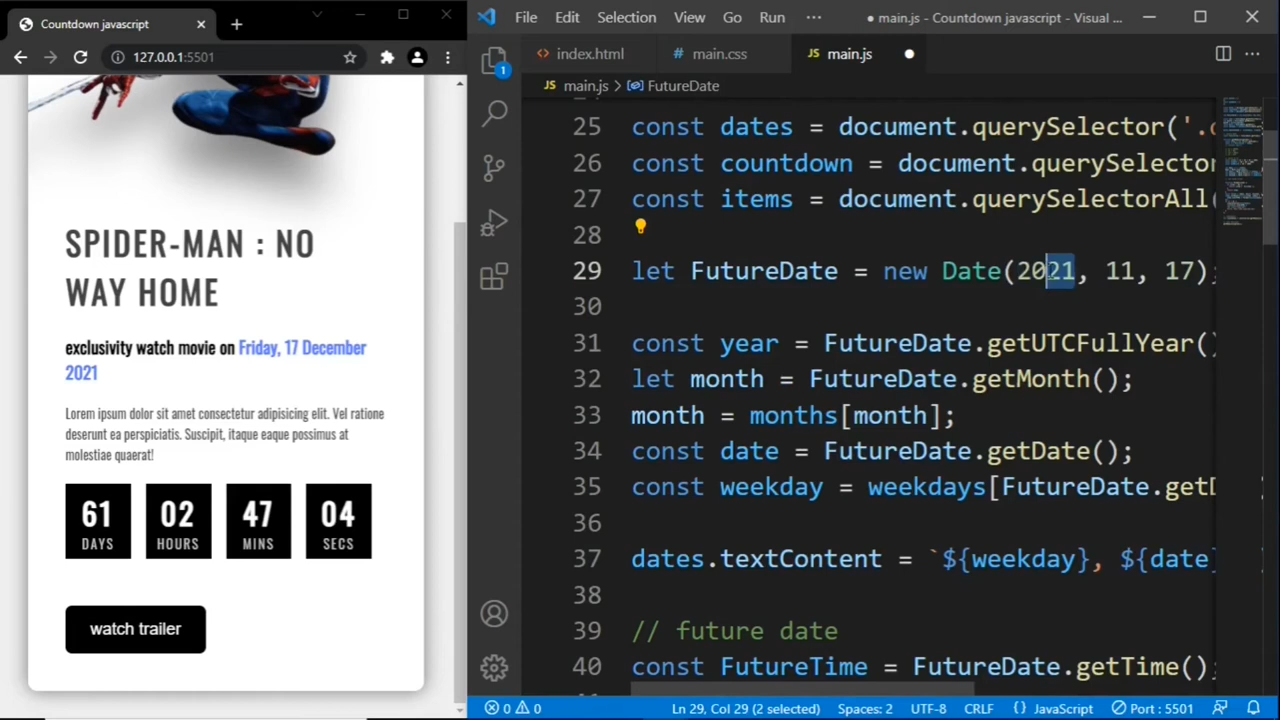 Countdown javascript
127.0.0.1:5501
SPIDER-MAN : NO
WAY HOME
exclusivity watch movie on Friday, 17 December
2021
Lorem ipsum dolor sit amet consectetur adipisicing elit. Vel ratione
deserunt ea perspiciatis. Suscipit, itaque eaque possimus at
molestiae quaerat!
61 02 47 04
DAYS HOURS MINS SECS
watch trailer
File Edit Selection View Go Run ··· ● main.js - Countdown javascript - Visual ...
1
index.html # main.css JS main.js
JS main.js > FutureDate
25 const dates = document.querySelector('.
26 const countdown = document.querySelector
27 const items = document.querySelectorAll(
28
29 let FutureDate = new Date(2021, 11, 17);
30
31 const year = FutureDate.getUTCFullYear()
32 let month = FutureDate.getMonth();
33 month = months[month];
34 const date = FutureDate.getDate();
35 const weekday = weekdays[FutureDate.getD
36
37 dates.textContent = `${weekday}, ${date}
38
39 // future date
40 const FutureTime = FutureDate.getTime();
0 0 Ln 29, Col 29 (2 selected) Spaces: 2 UTF-8 CRLF {} JavaScript Port : 5501